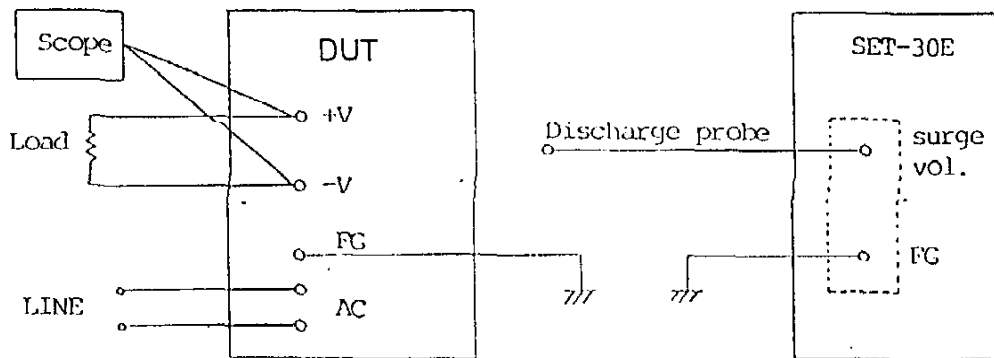 Scope
DUT
SET-30E
+V
Load
Discharge probe
surge
vol.
-V
FG
FG
LINE
AC